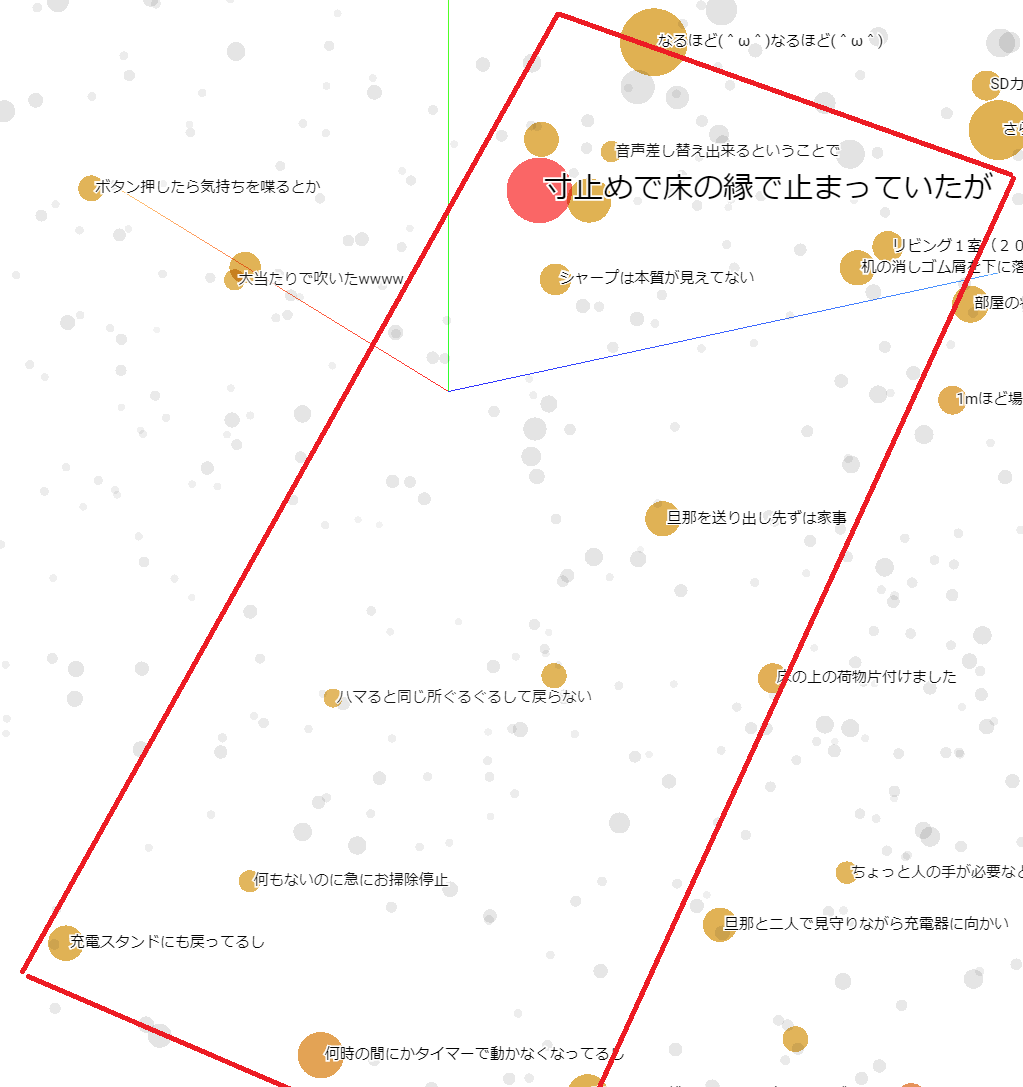 なるほど(＾ω＾)なるほど(＾ω＾)
SDカ
さら
音声差し替え出来るということで
ボタン押したら気持ちを喋るとか
寸止めで床の縁で止まっていたが
リビング１室（２０
机の消しゴム屑を下に落
大当たりで吹いたwwww
シャープは本質が見えてない
部屋の
1mほど場
旦那を送り出し先ずは家事
床の上の荷物片付けました
ハマると同じ所ぐるぐるして戻らない
ちょっと人の手が必要なと
何もないのに急にお掃除停止
旦那と二人で見守りながら充電器に向かい
充電スタンドにも戻ってるし
何時の間にかタイマーで動かなくなってるし